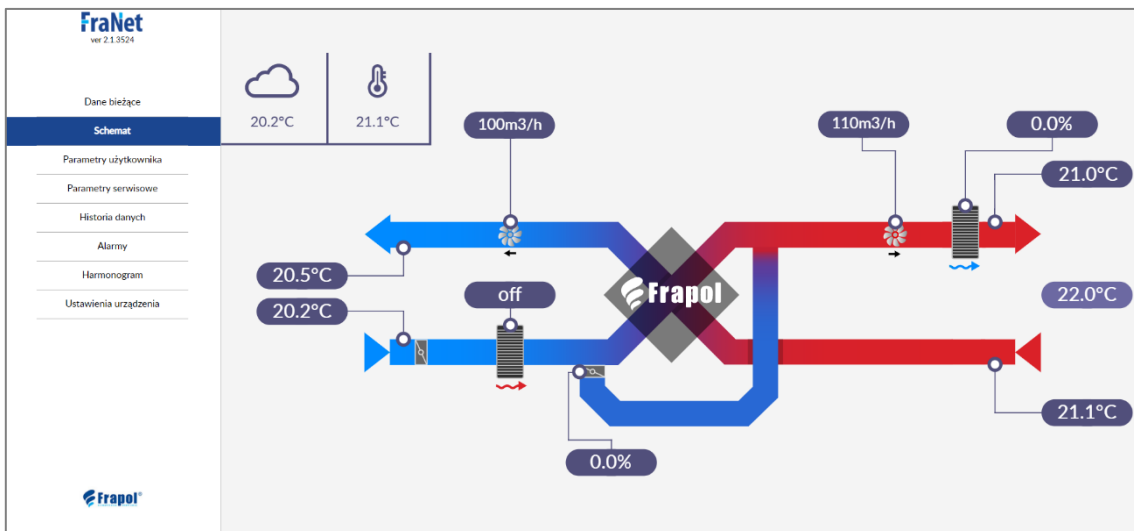 FraNet
ver 2.1.3524
Dane bieżące
Schemat
Parametry użytkownika
Parametry serwisowe
Historia danych
Alarmy
Harmonogram
Ustawienia urządzenia
Frapol®
20.2°C
21.1°C
100m3/h
110m3/h
0.0%
21.0°C
20.5°C
20.2°C
off
Frapol
22.0°C
21.1°C
0.0%